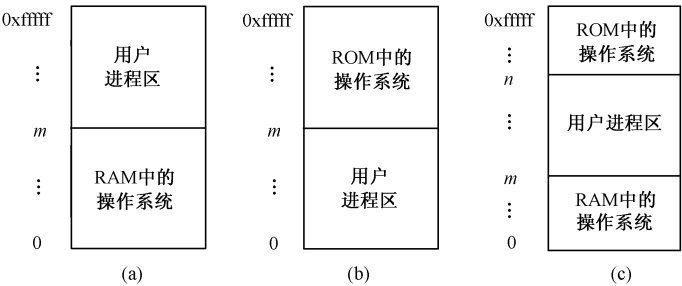 0xfffff
用户
进程区
⋮
m
RAM中的
操作系统
⋮
0
(a)
0xfffff
ROM中的
操作系统
⋮
m
用户
进程区
⋮
0
(b)
0xfffff
ROM中的
操作系统
⋮
n
用户进程区
⋮
m
RAM中的
操作系统
⋮
0
(c)